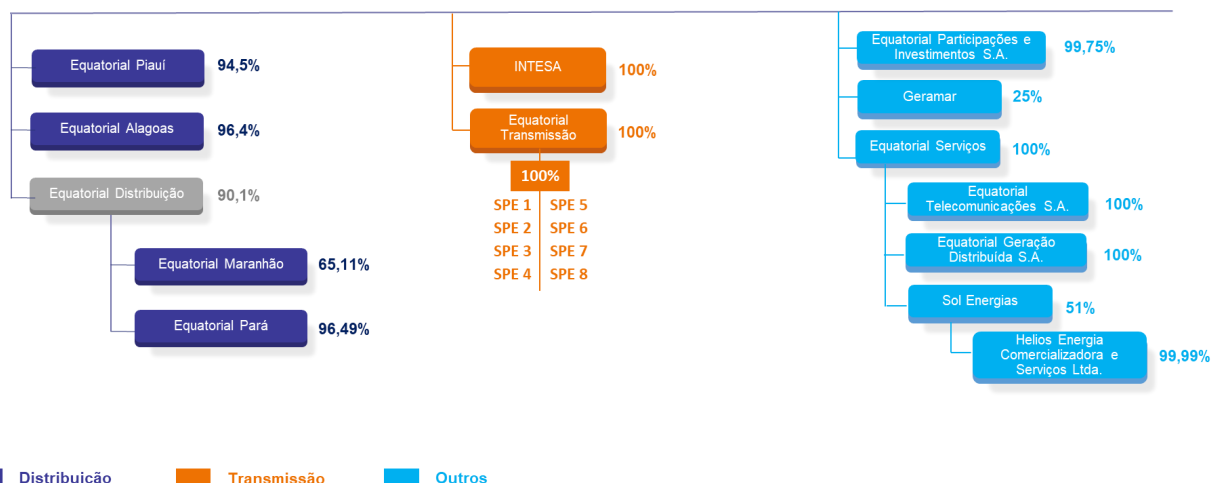 Equatorial Piauí
94,5%
Equatorial Alagoas
96,4%
Equatorial Distribuição
90,1%
Equatorial Maranhão
65,11%
Equatorial Pará
96,49%
INTESA
100%
Equatorial
Transmissão
100%
100%
SPE 1 SPE 5
SPE 2 SPE 6
SPE 3 SPE 7
SPE 4 SPE 8
Equatorial Participações e
Investimentos S.A.
99,75%
Geramar
25%
Equatorial Serviços
100%
Equatorial
Telecomunicações S.A.
100%
Equatorial Geração
Distribuída S.A.
100%
Sol Energias
51%
Helios Energia
Comercializadora e
Serviços Ltda.
99,99%
Distribuição
Transmissão
Outros